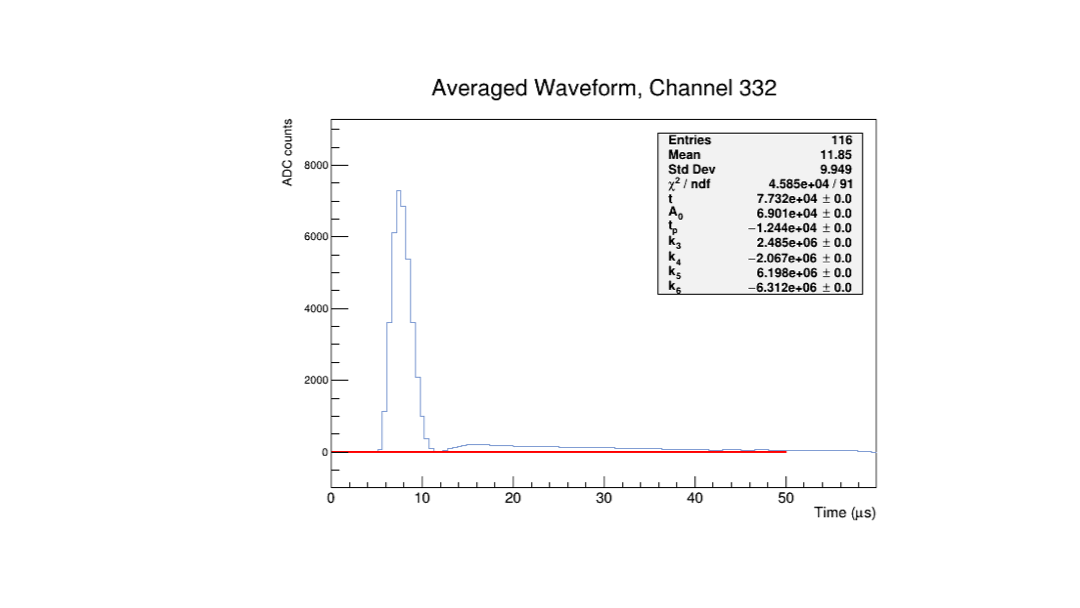 Averaged Waveform, Channel 332
ADC counts
Entries 116
Mean 11.85
Std Dev 9.949
χ² / ndf 4.585e+04 / 91
t 7.732e+04 ± 0.0
A₀ 6.901e+04 ± 0.0
tₚ −1.244e+04 ± 0.0
k₃ 2.485e+06 ± 0.0
k₄ −2.067e+06 ± 0.0
k₅ 6.198e+06 ± 0.0
k₆ −6.312e+06 ± 0.0
8000
6000
4000
2000
0
0 10 20 30 40 50
Time (μs)